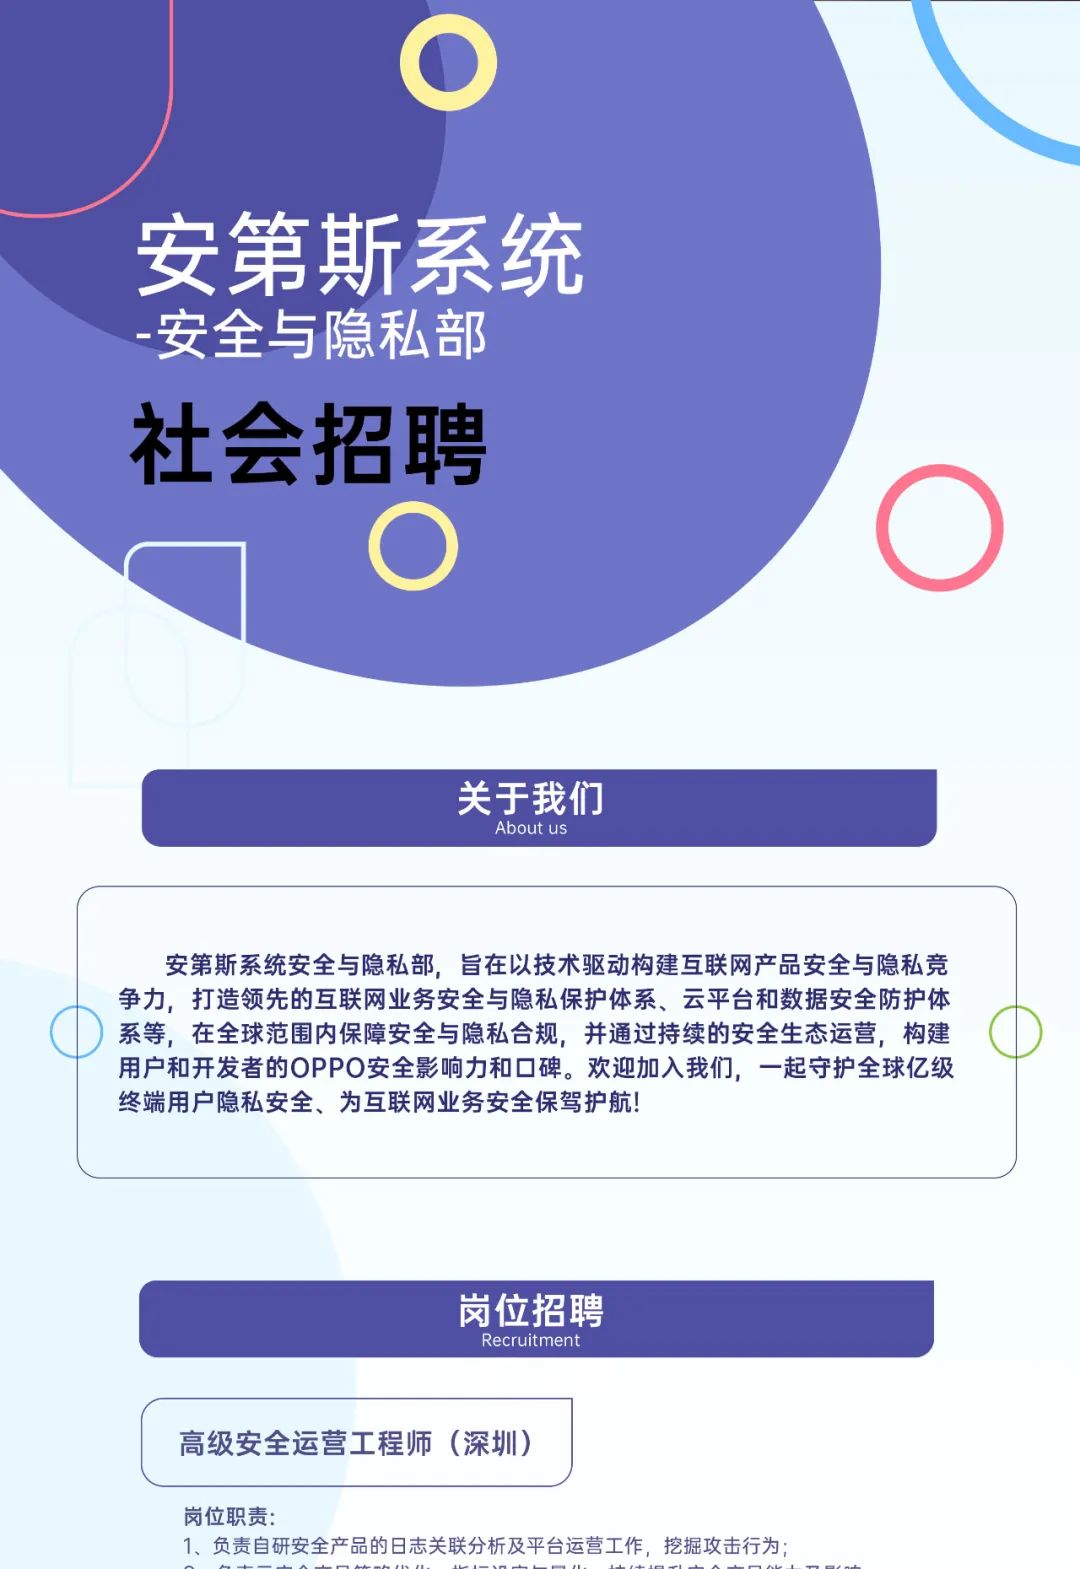 安第斯系统
-安全与隐私部
社会招聘
关于我们
About us
安第斯系统安全与隐私部，旨在以技术驱动构建互联网产品安全与隐私竞
争力，打造领先的互联网业务安全与隐私保护体系、云平台和数据安全防护体
系等，在全球范围内保障安全与隐私合规，并通过持续的安全生态运营，构建
用户和开发者的OPPO安全影响力和口碑。欢迎加入我们，一起守护全球亿级
终端用户隐私安全、为互联网业务安全保驾护航！
岗位招聘
Recruitment
高级安全运营工程师（深圳）
岗位职责：
1、负责自研安全产品的日志关联分析及平台运营工作，挖掘攻击行为；